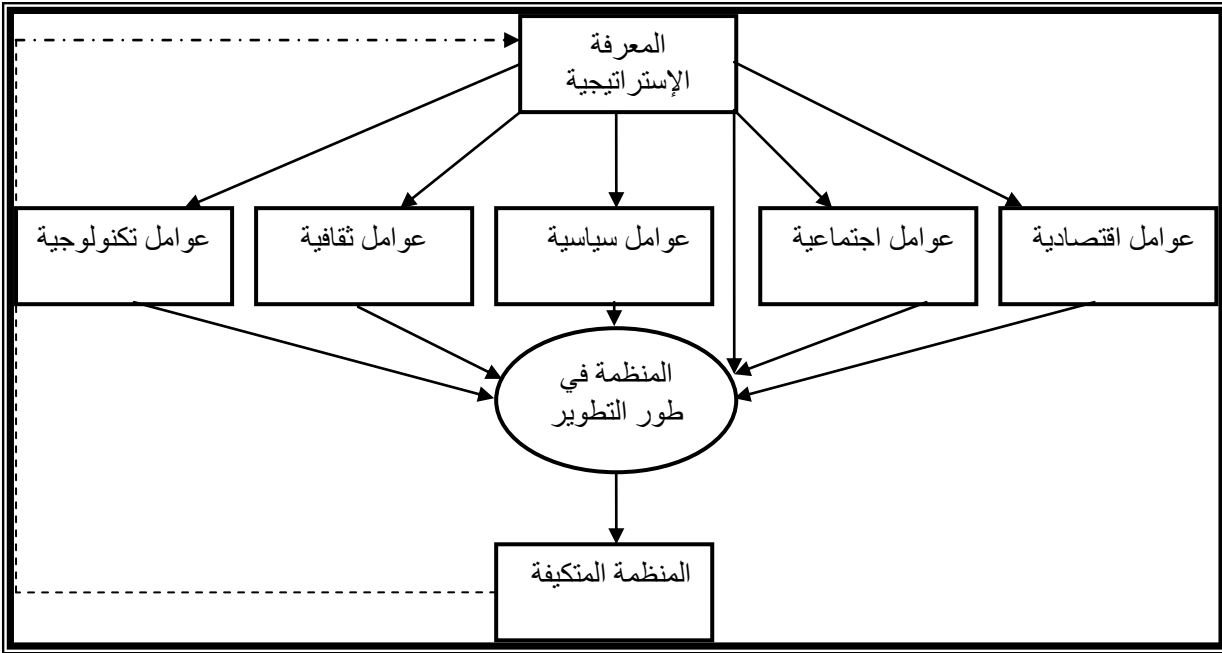 المعرفة
الإستراتيجية
عوامل اقتصادية
عوامل اجتماعية
عوامل سياسية
عوامل ثقافية
عوامل تكنولوجية
المنظمة في
طور التطوير
المنظمة المتكيفة